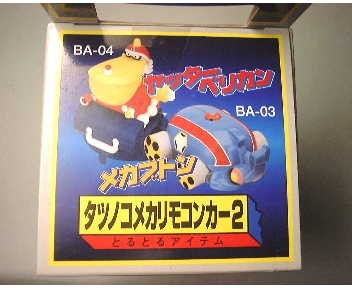 BA-04
ヤッターペリカン
BA-03
メカブトン
タツノコメカリモコンカー2
とるとるアイテム